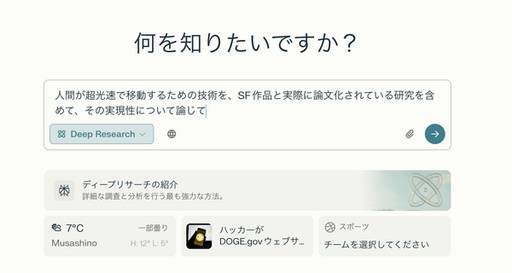 何を知りたいですか？
人間が超光速で移動するための技術を、SF作品と実際に論文化されている研究を含
めて、その実現性について論じて
Deep Research
ディープリサーチの紹介
詳細な調査と分析を行う最も強力な方法。
7°C
一部曇り
Musashino
H: 12° L: 5°
ハッカーが
DOGE.govウェブサ...
スポーツ
チームを選択してください